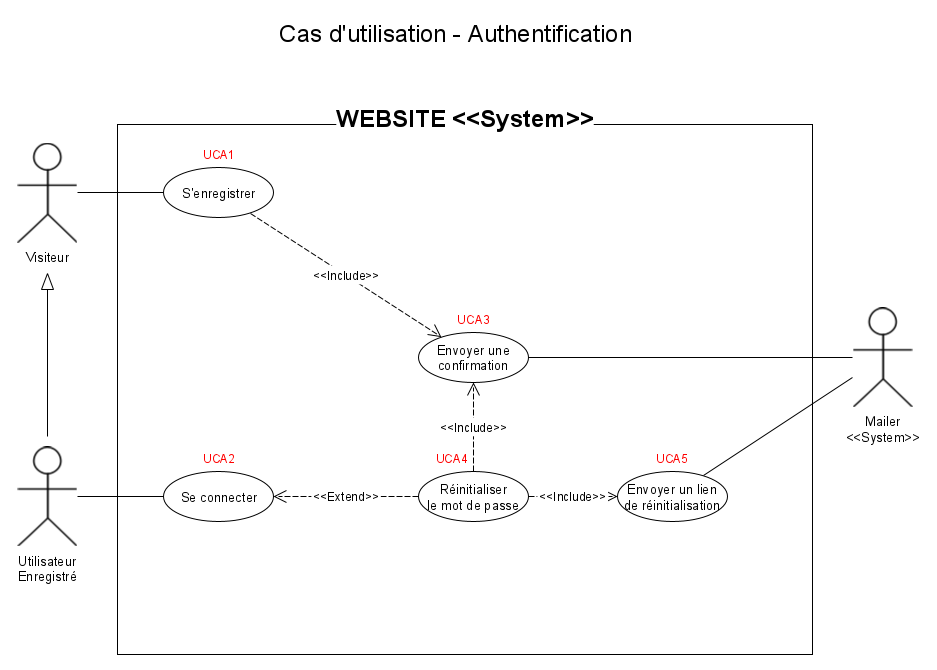 Cas d'utilisation - Authentification
WEBSITE <<System>>
UCA1
S'enregistrer
Visiteur
<<Include>>
UCA3
Envoyer une
confirmation
Mailer
<<System>>
<<Include>>
UCA2
Se connecter
<<Extend>>
UCA4
Réinitialiser
le mot de passe
<<Include>>
UCA5
Envoyer un lien
de réinitialisation
Utilisateur
Enregistré